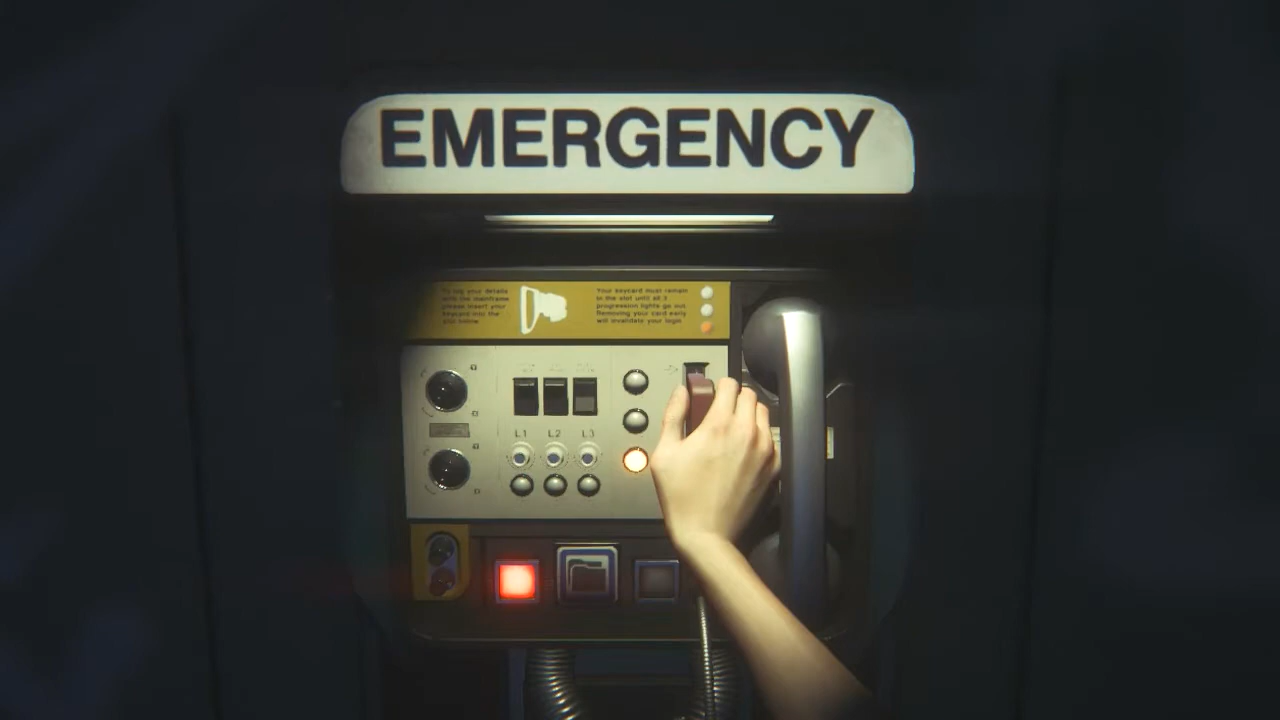 EMERGENCY
To log your details
with the mainframe
please insert your
keycard into the
slot below
Your keycard must remain
in the slot until all 3
progression lights go out
Removing your card early
will invalidate your login
L1 L2 L3